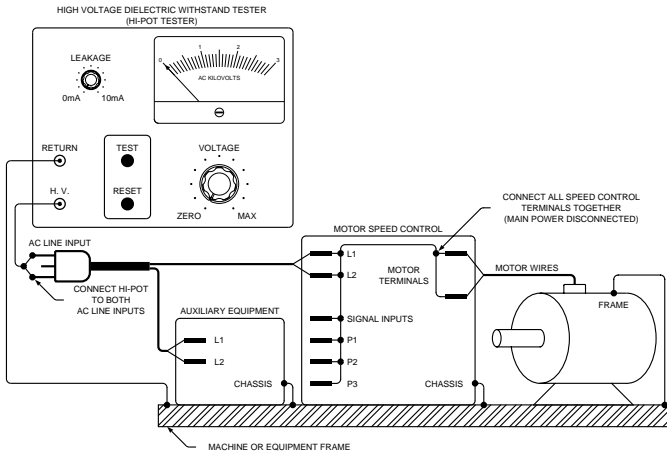 HIGH VOLTAGE DIELECTRIC WITHSTAND TESTER
(HI-POT TESTER)
LEAKAGE
0mA
10mA
0
1
2
3
AC KILOVOLTS
RETURN
TEST
VOLTAGE
H. V.
RESET
ZERO
MAX
CONNECT ALL SPEED CONTROL
TERMINALS TOGETHER
(MAIN POWER DISCONNECTED)
MOTOR SPEED CONTROL
AC LINE INPUT
L1
L2
MOTOR
TERMINALS
MOTOR WIRES
CONNECT HI-POT
TO BOTH
AC LINE INPUTS
FRAME
AUXILIARY EQUIPMENT
L1
L2
SIGNAL INPUTS
P1
P2
P3
CHASSIS
CHASSIS
MACHINE OR EQUIPMENT FRAME